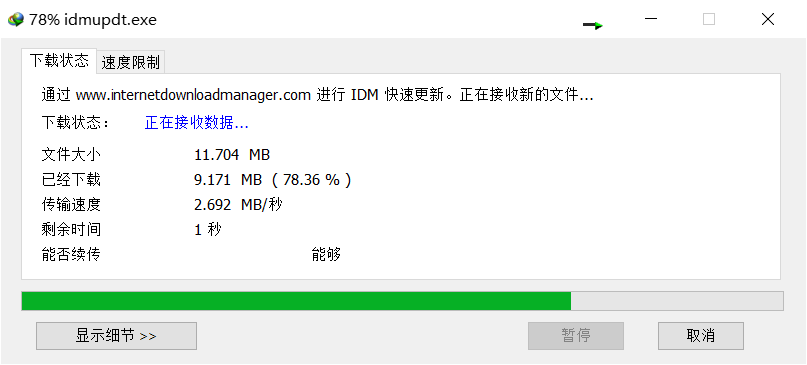 78% idmupdt.exe
下载状态 速度限制
通过 www.internetdownloadmanager.com 进行 IDM 快速更新。正在接收新的文件...
下载状态： 正在接收数据...
文件大小 11.704 MB
已经下载 9.171 MB ( 78.36 % )
传输速度 2.692 MB/秒
剩余时间 1 秒
能否续传 能够
显示细节 >> 暂停 取消